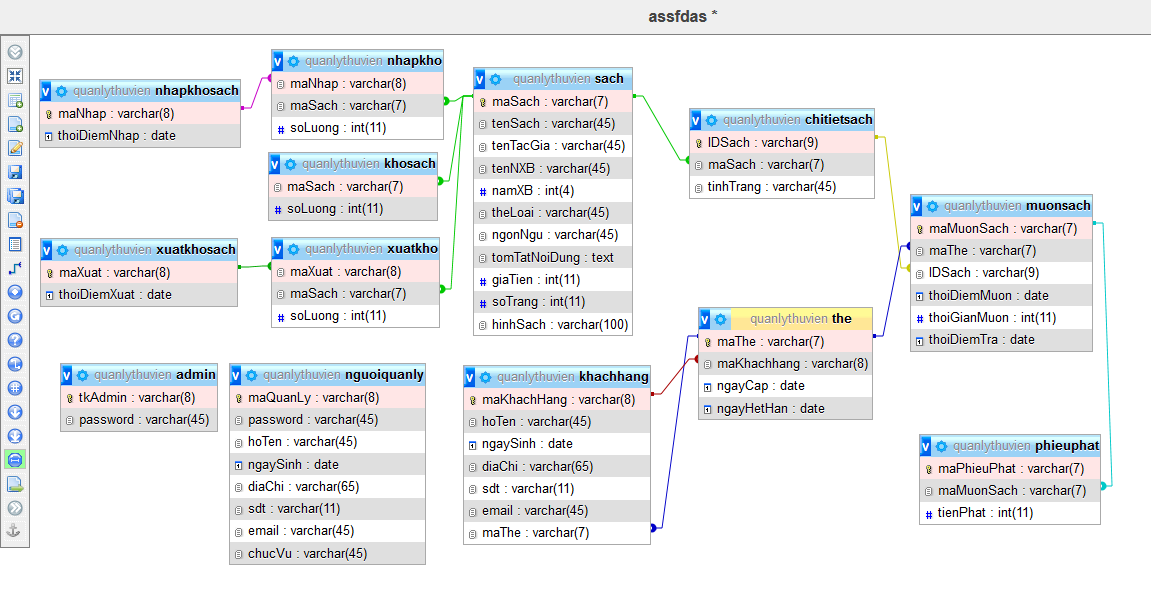 assfdas *
v quanlythuvien nhapkhosach
maNhap : varchar(8)
thoiDiemNhap : date
v quanlythuvien nhapkho
maNhap : varchar(8)
maSach : varchar(7)
# soLuong : int(11)
v quanlythuvien khosach
maSach : varchar(7)
# soLuong : int(11)
v quanlythuvien xuatkhosach
maXuat : varchar(8)
thoiDiemXuat : date
v quanlythuvien xuatkho
maXuat : varchar(8)
maSach : varchar(7)
# soLuong : int(11)
v quanlythuvien sach
maSach : varchar(7)
tenSach : varchar(45)
tenTacGia : varchar(45)
tenNXB : varchar(45)
# namXB : int(4)
theLoai : varchar(45)
ngonNgu : varchar(45)
tomTatNoiDung : text
# giaTien : int(11)
# soTrang : int(11)
hinhSach : varchar(100)
v quanlythuvien chitietsach
IDSach : varchar(9)
maSach : varchar(7)
tinhTrang : varchar(45)
v quanlythuvien muonsach
maMuonSach : varchar(7)
maThe : varchar(7)
IDSach : varchar(9)
thoiDiemMuon : date
# thoiGianMuon : int(11)
thoiDiemTra : date
v quanlythuvien the
maThe : varchar(7)
maKhachhang : varchar(8)
ngayCap : date
ngayHetHan : date
v quanlythuvien admin
tkAdmin : varchar(8)
password : varchar(45)
v quanlythuvien nguoiquanly
maQuanLy : varchar(8)
password : varchar(45)
hoTen : varchar(45)
ngaySinh : date
diaChi : varchar(65)
sdt : varchar(11)
email : varchar(45)
chucVu : varchar(45)
v quanlythuvien khachhang
maKhachHang : varchar(8)
hoTen : varchar(45)
ngaySinh : date
diaChi : varchar(65)
sdt : varchar(11)
email : varchar(45)
maThe : varchar(7)
v quanlythuvien phieuphat
maPhieuPhat : varchar(7)
maMuonSach : varchar(7)
# tienPhat : int(11)